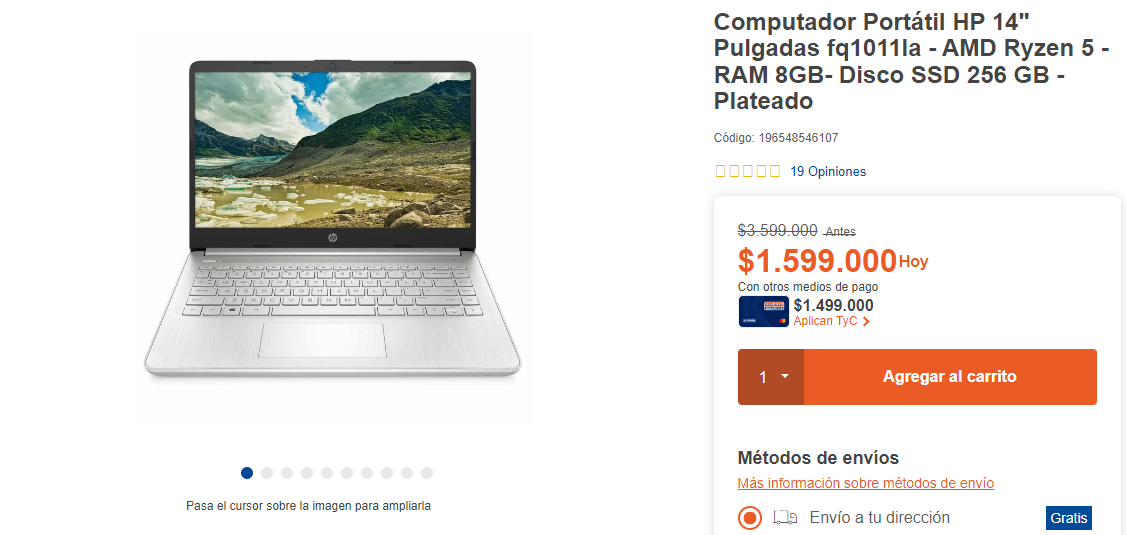 Computador Portátil HP 14"
Pulgadas fq1011la - AMD Ryzen 5 -
RAM 8GB- Disco SSD 256 GB -
Plateado
Código: 196548546107
19 Opiniones
$3.599.000 Antes
$1.599.000 Hoy
Con otros medios de pago
$1.499.000
Aplican TyC
1
Agregar al carrito
Métodos de envíos
Más información sobre métodos de envío
Envío a tu dirección
Gratis
hp
Pasa el cursor sobre la imagen para ampliarla